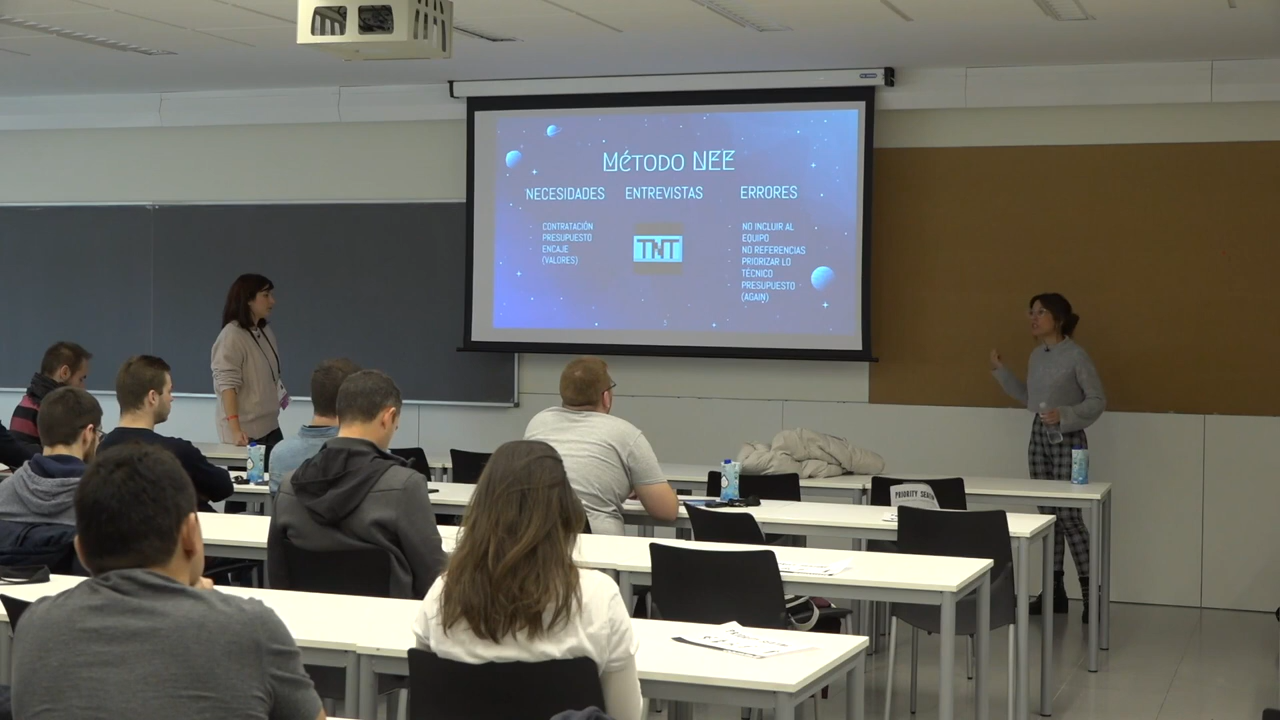 MÉTODO NEE
NECESIDADES
CONTRATACIÓN
PRESUPUESTO
ENCAJE
(VALORES)
ENTREVISTAS
TNT
ERRORES
NO INCLUIR AL
EQUIPO
NO REFERENCIAS
PRIORIZAR LO
TÉCNICO
PRESUPUESTO
(AGAIN)
PRIORITY SEAT